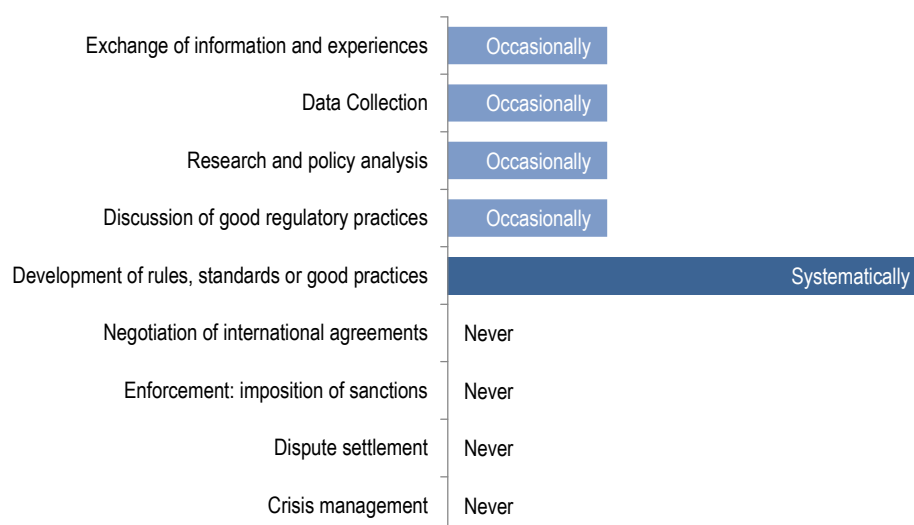 Exchange of information and experiences Occasionally
Data Collection Occasionally
Research and policy analysis Occasionally
Discussion of good regulatory practices Occasionally
Development of rules, standards or good practices Systematically
Negotiation of international agreements Never
Enforcement: imposition of sanctions Never
Dispute settlement Never
Crisis management Never